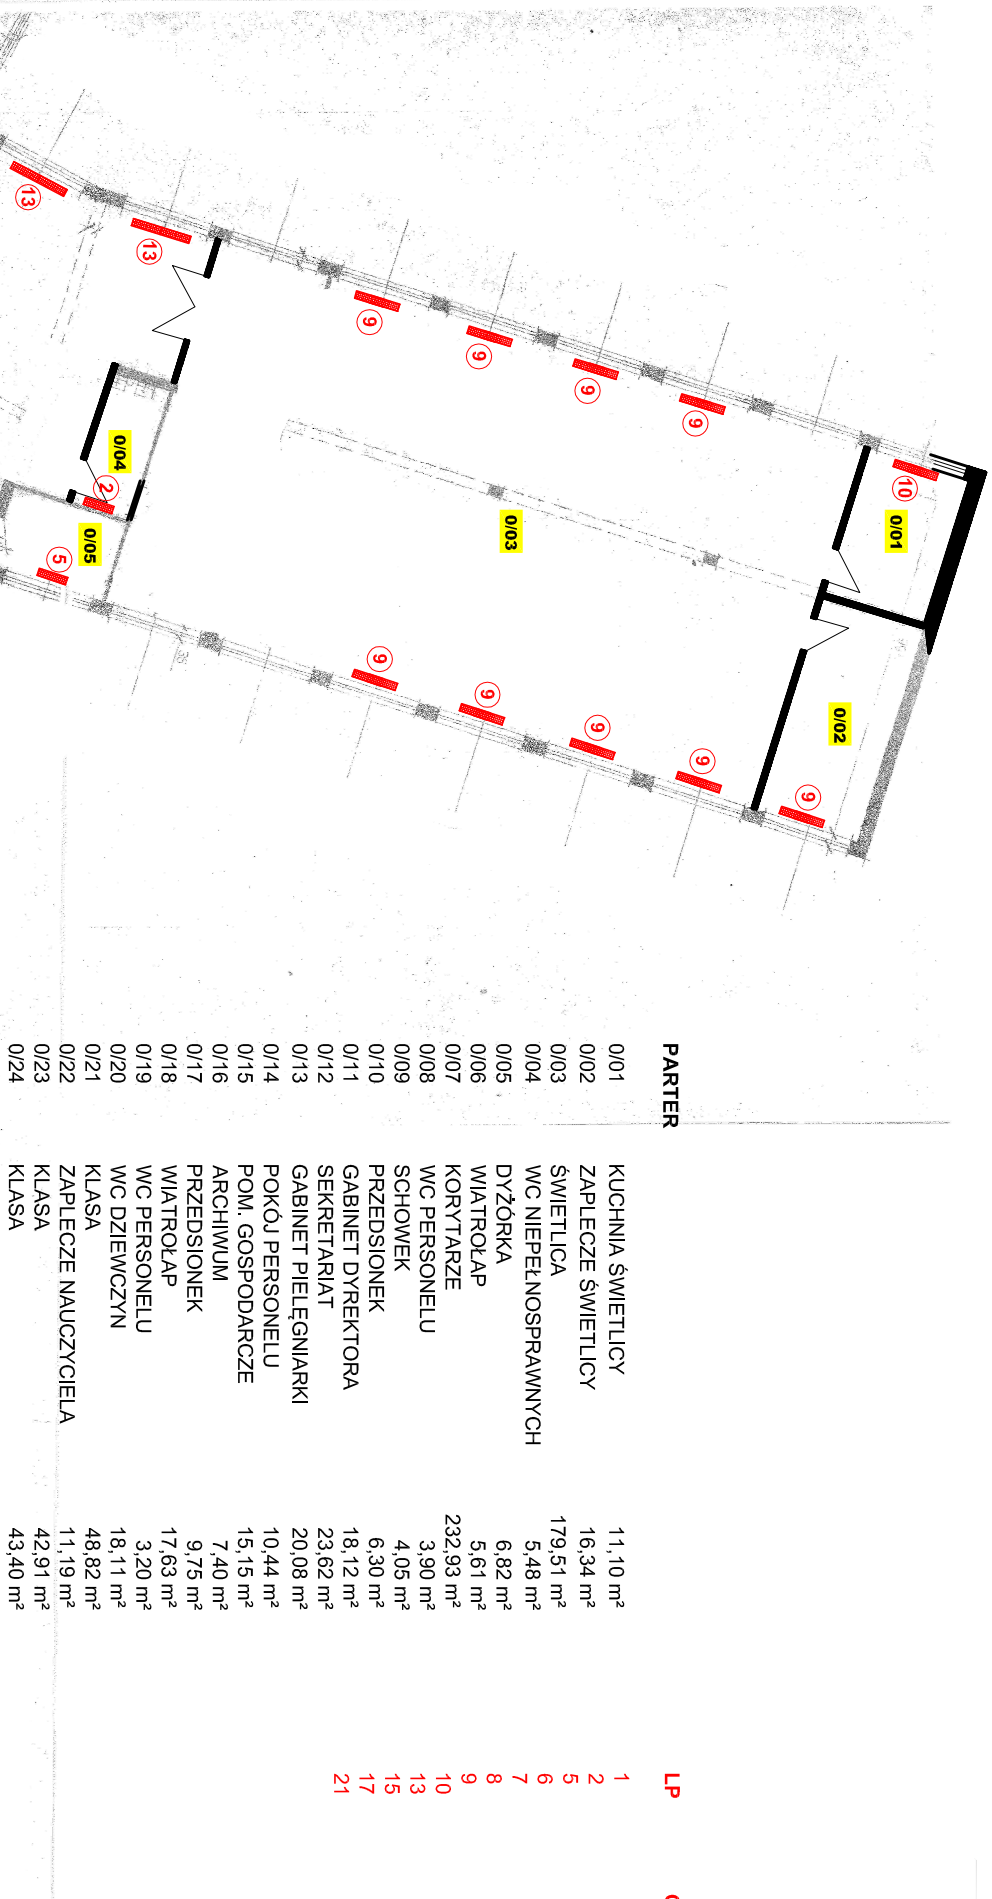 PARTER
0/01 KUCHNIA ŚWIETLICY 11,10 m²
0/02 ZAPLECZE ŚWIETLICY 16,34 m²
0/03 ŚWIETLICA 179,51 m²
0/04 WC NIEPEŁNOSPRAWNYCH 5,48 m²
0/05 DYŻÓRKA 6,82 m²
0/06 WIATROŁAP 5,61 m²
0/07 KORYTARZE 232,93 m²
0/08 WC PERSONELU 3,90 m²
0/09 SCHOWEK 4,05 m²
0/10 PRZEDSIONEK 6,30 m²
0/11 GABINET DYREKTORA 18,12 m²
0/12 SEKRETARIAT 23,62 m²
0/13 GABINET PIELĘGNIARKI 20,08 m²
0/14 POKÓJ PERSONELU 10,44 m²
0/15 POM. GOSPODARCZE 15,15 m²
0/16 ARCHIWUM 7,40 m²
0/17 PRZEDSIONEK 9,75 m²
0/18 WIATROŁAP 17,63 m²
0/19 WC PERSONELU 3,20 m²
0/20 WC DZIEWCZYN 18,11 m²
0/21 KLASA 48,82 m²
0/22 ZAPLECZE NAUCZYCIELA 11,19 m²
0/23 KLASA 42,91 m²
0/24 KLASA 43,40 m²
LP
1
2
5
6
7
8
9
10
13
15
17
21
10
0/01
0/02
9
9
9
9
9
0/03
9
9
9
9
13
0/04
2
0/05
5
13